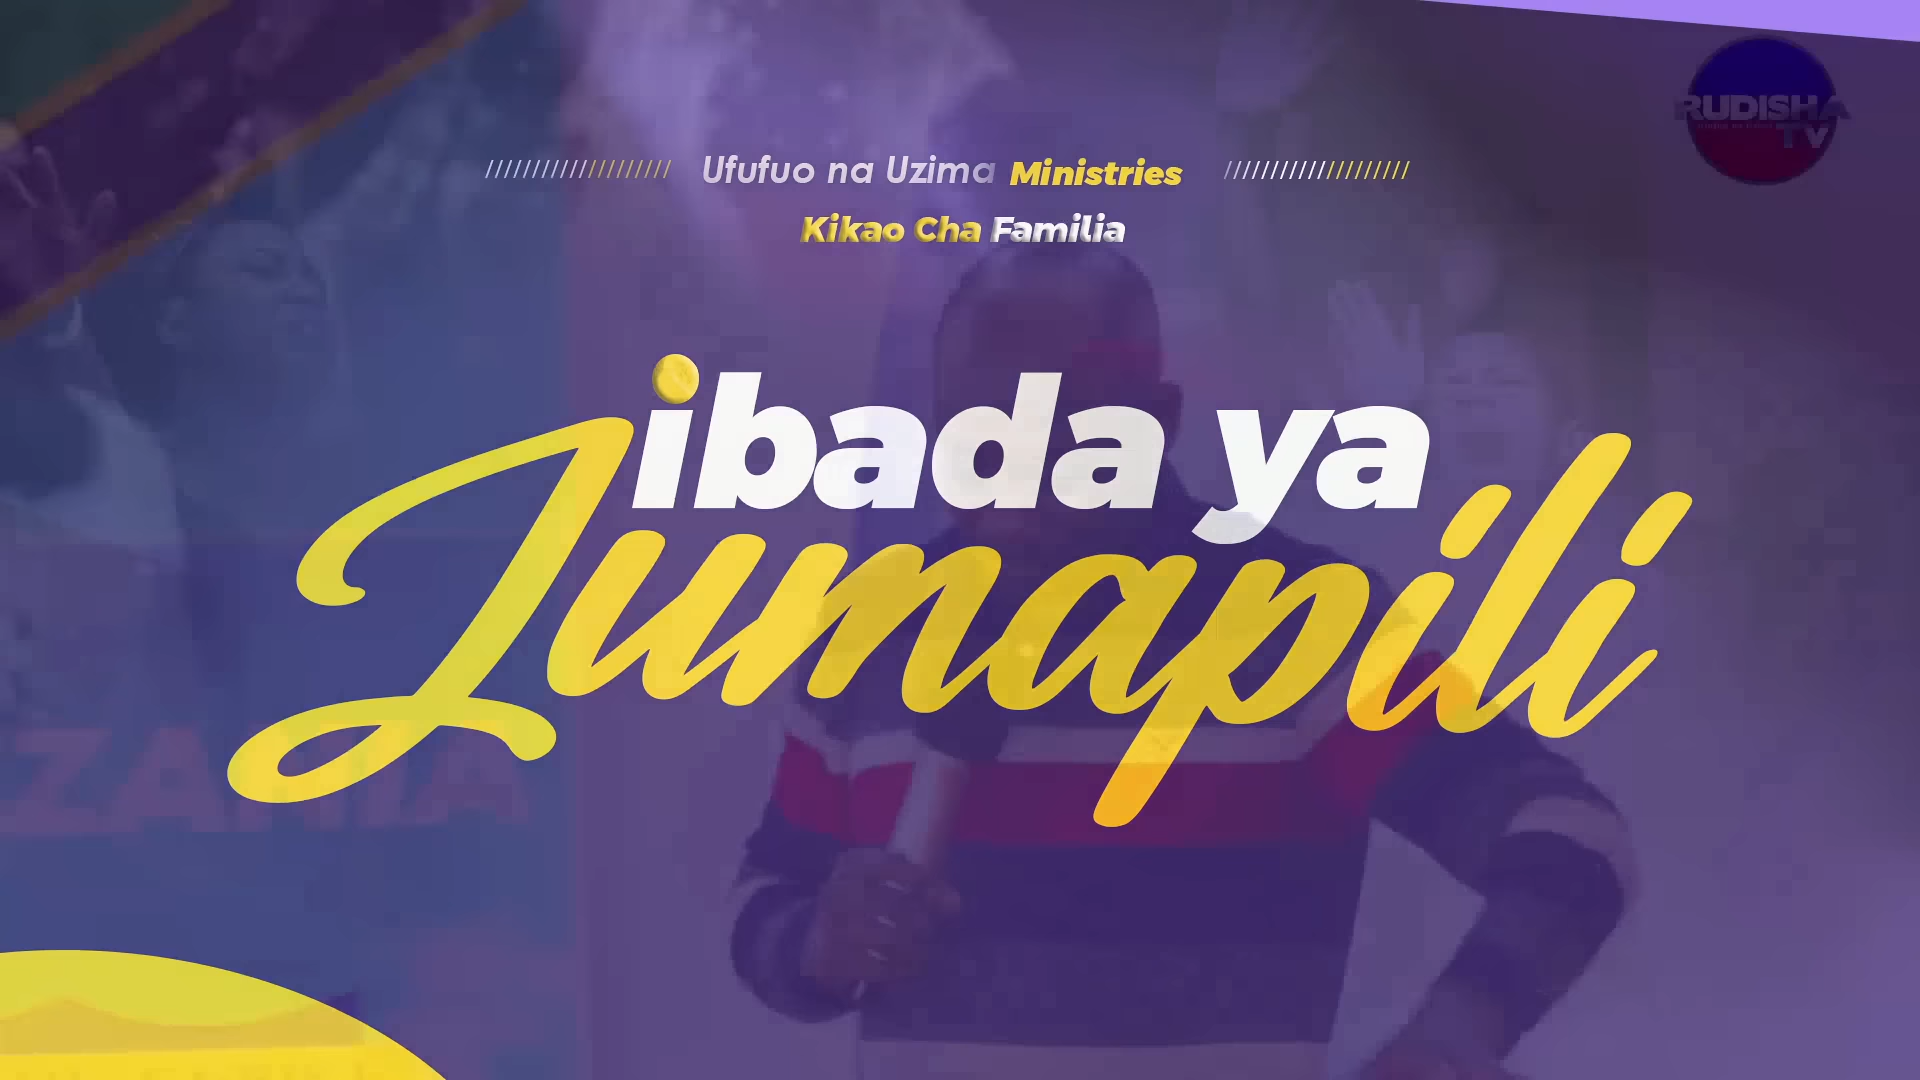 RUDISHA
TV
Ufufuo na Uzima Ministries
Kikao Cha Familia
ibada ya
Jumapili